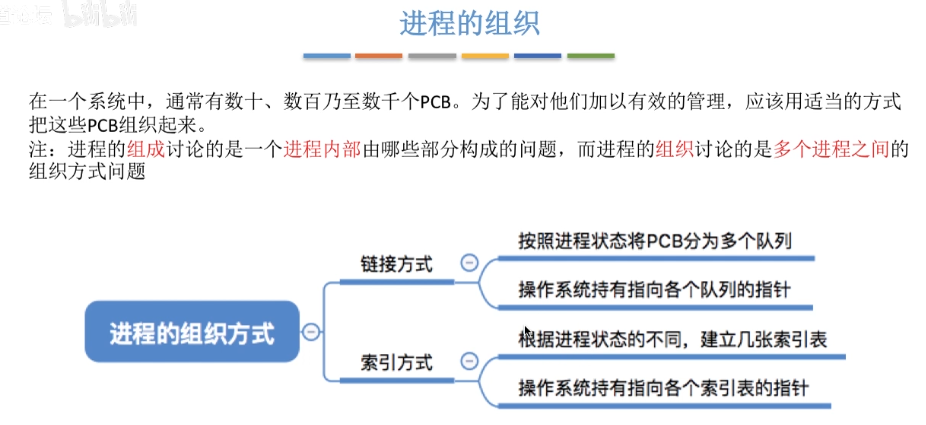 bilibili
进程的组织
在一个系统中，通常有数十、数百乃至数千个PCB。为了能对他们加以有效的管理，应该用适当的方式
把这些PCB组织起来。
注：进程的组成讨论的是一个进程内部由哪些部分构成的问题，而进程的组织讨论的是多个进程之间的
组织方式问题
进程的组织方式
链接方式
按照进程状态将PCB分为多个队列
操作系统持有指向各个队列的指针
索引方式
根据进程状态的不同，建立几张索引表
操作系统持有指向各个索引表的指针